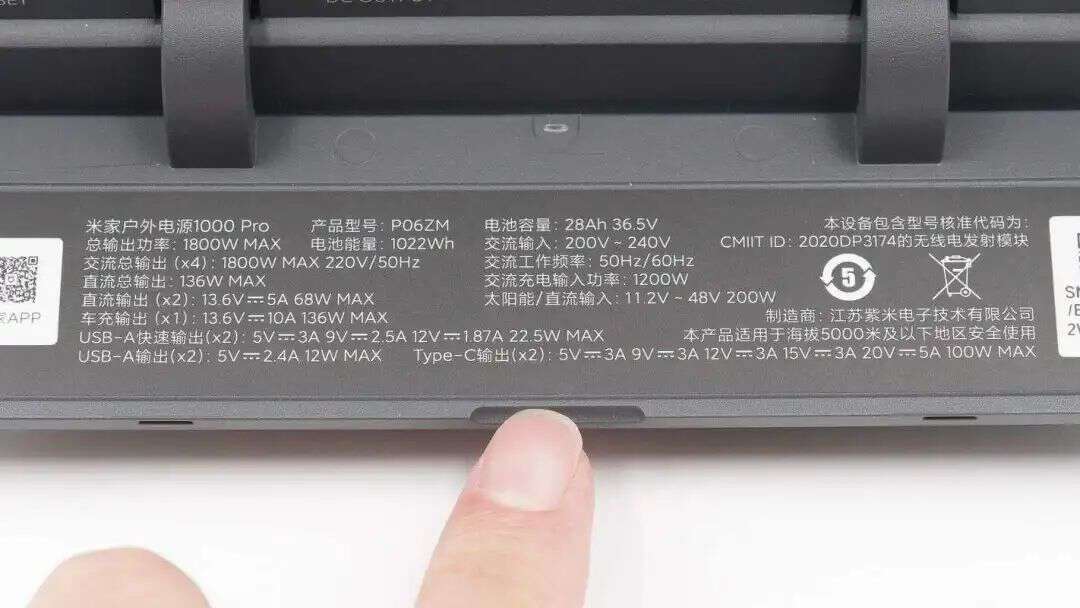 米家户外电源1000 Pro 产品型号: P06ZM
总输出功率: 1800W MAX 电池能量: 1022Wh
交流总输出 (x4): 1800W MAX 220V/50Hz
直流总输出: 136W MAX
直流输出 (x2): 13.6V⎓5A 68W MAX
车充输出 (x1): 13.6V⎓10A 136W MAX
USB-A快速输出(x2): 5V⎓3A 9V⎓2.5A 12V⎓1.87A 22.5W MAX
USB-A输出(x2): 5V⎓2.4A 12W MAX Type-C输出(x2): 5V⎓3A 9V⎓3A 12V⎓3A 15V⎓3A 20V⎓5A 100W MAX
电池容量: 28Ah 36.5V
交流输入: 200V ~ 240V
交流工作频率: 50Hz/60Hz
交流充电输入功率: 1200W
太阳能/直流输入: 11.2V ~ 48V 200W
本设备包含型号核准代码为:
CMIIT ID: 2020DP3174的无线电发射模块
5
制造商: 江苏紫米电子技术有限公司
本产品适用于海拔5000米及以下地区安全使用
APP